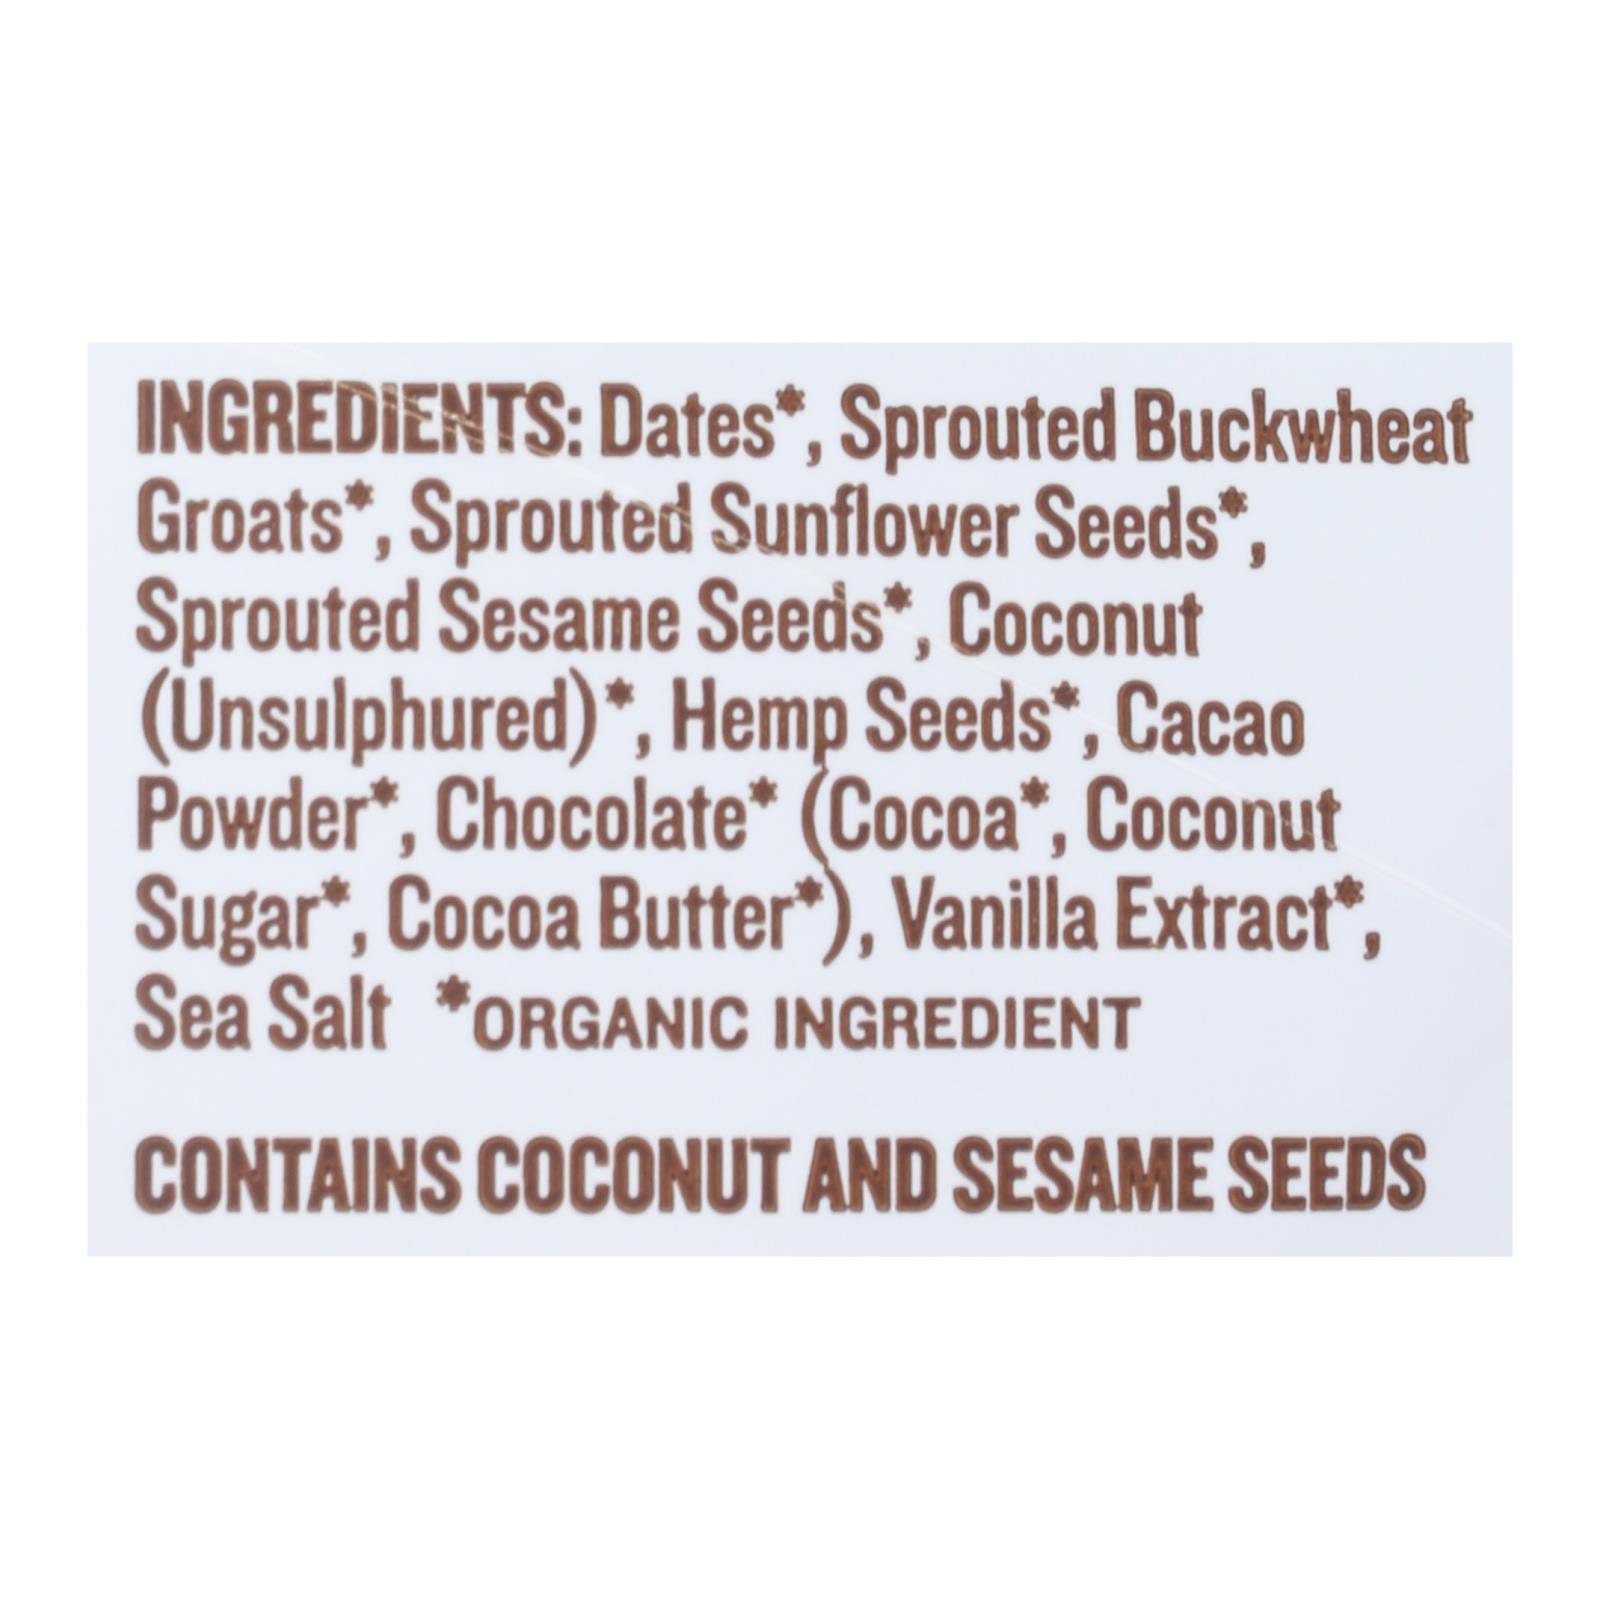 INGREDIENTS: Dates*, Sprouted Buckwheat
Groats*, Sprouted Sunflower Seeds*,
Sprouted Sesame Seeds*, Coconut
(Unsulphured)*, Hemp Seeds*, Cacao
Powder*, Chocolate* (Cocoa*, Coconut
Sugar*, Cocoa Butter*), Vanilla Extract*,
Sea Salt *ORGANIC INGREDIENT
CONTAINS COCONUT AND SESAME SEEDS